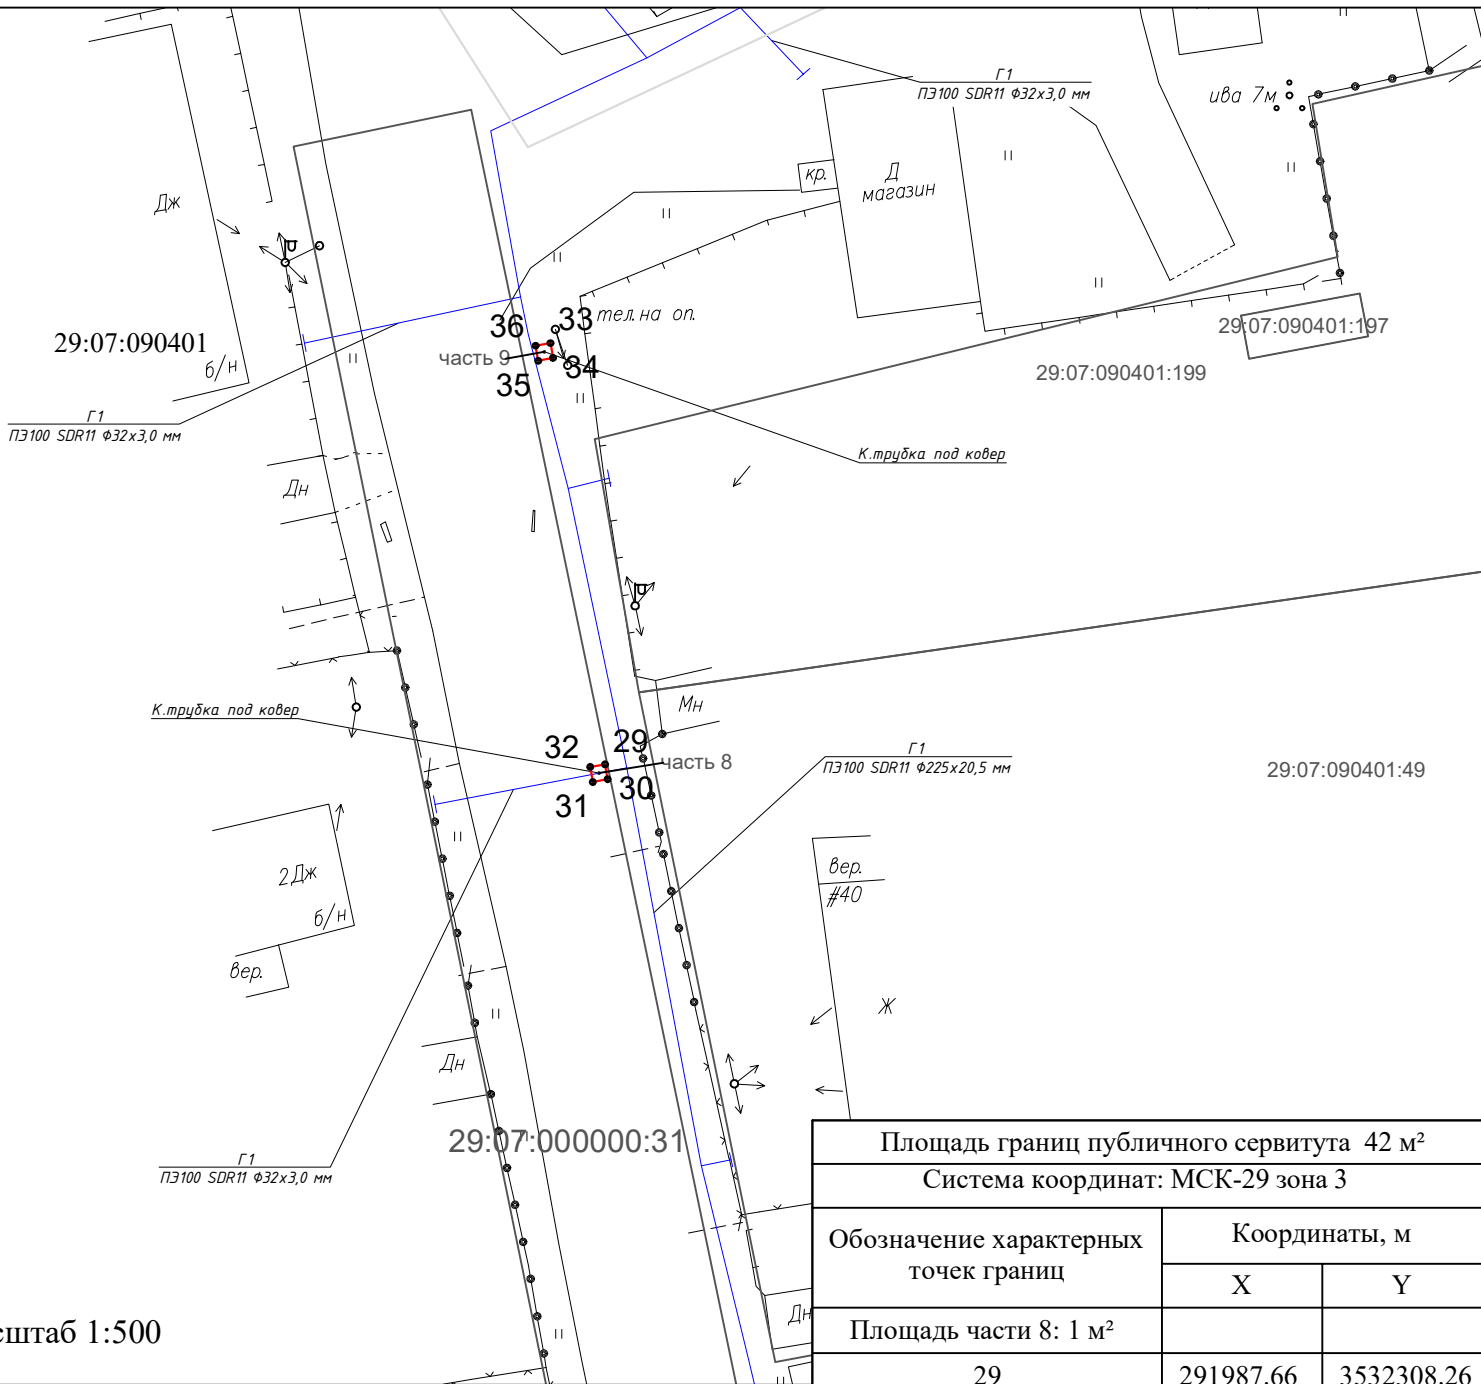 Г1
ПЭ100 SDR11 Ф32х3,0 мм
ива 7м
кр.
Д
магазин
Дж
29:07:090401
б/н
36
33
тел.на оп.
часть 9
34
35
29:07:090401:197
29:07:090401:199
Г1
ПЭ100 SDR11 Ф32х3,0 мм
К.трубка под ковер
Дн
К.трубка под ковер
Мн
32
29
часть 8
30
31
Г1
ПЭ100 SDR11 Ф225х20,5 мм
29:07:090401:49
2Дж
б/н
вер.
вер.
#40
Ж
Дн
29:07:000000:31
Г1
ПЭ100 SDR11 Ф32х3,0 мм
Дн
штаб 1:500
Площадь границ публичного сервитута 42 м²
Система координат: МСК-29 зона 3
Обозначение характерных точек границ
Координаты, м
X
Y
Площадь части 8: 1 м²
29
291987.66
3532308.26